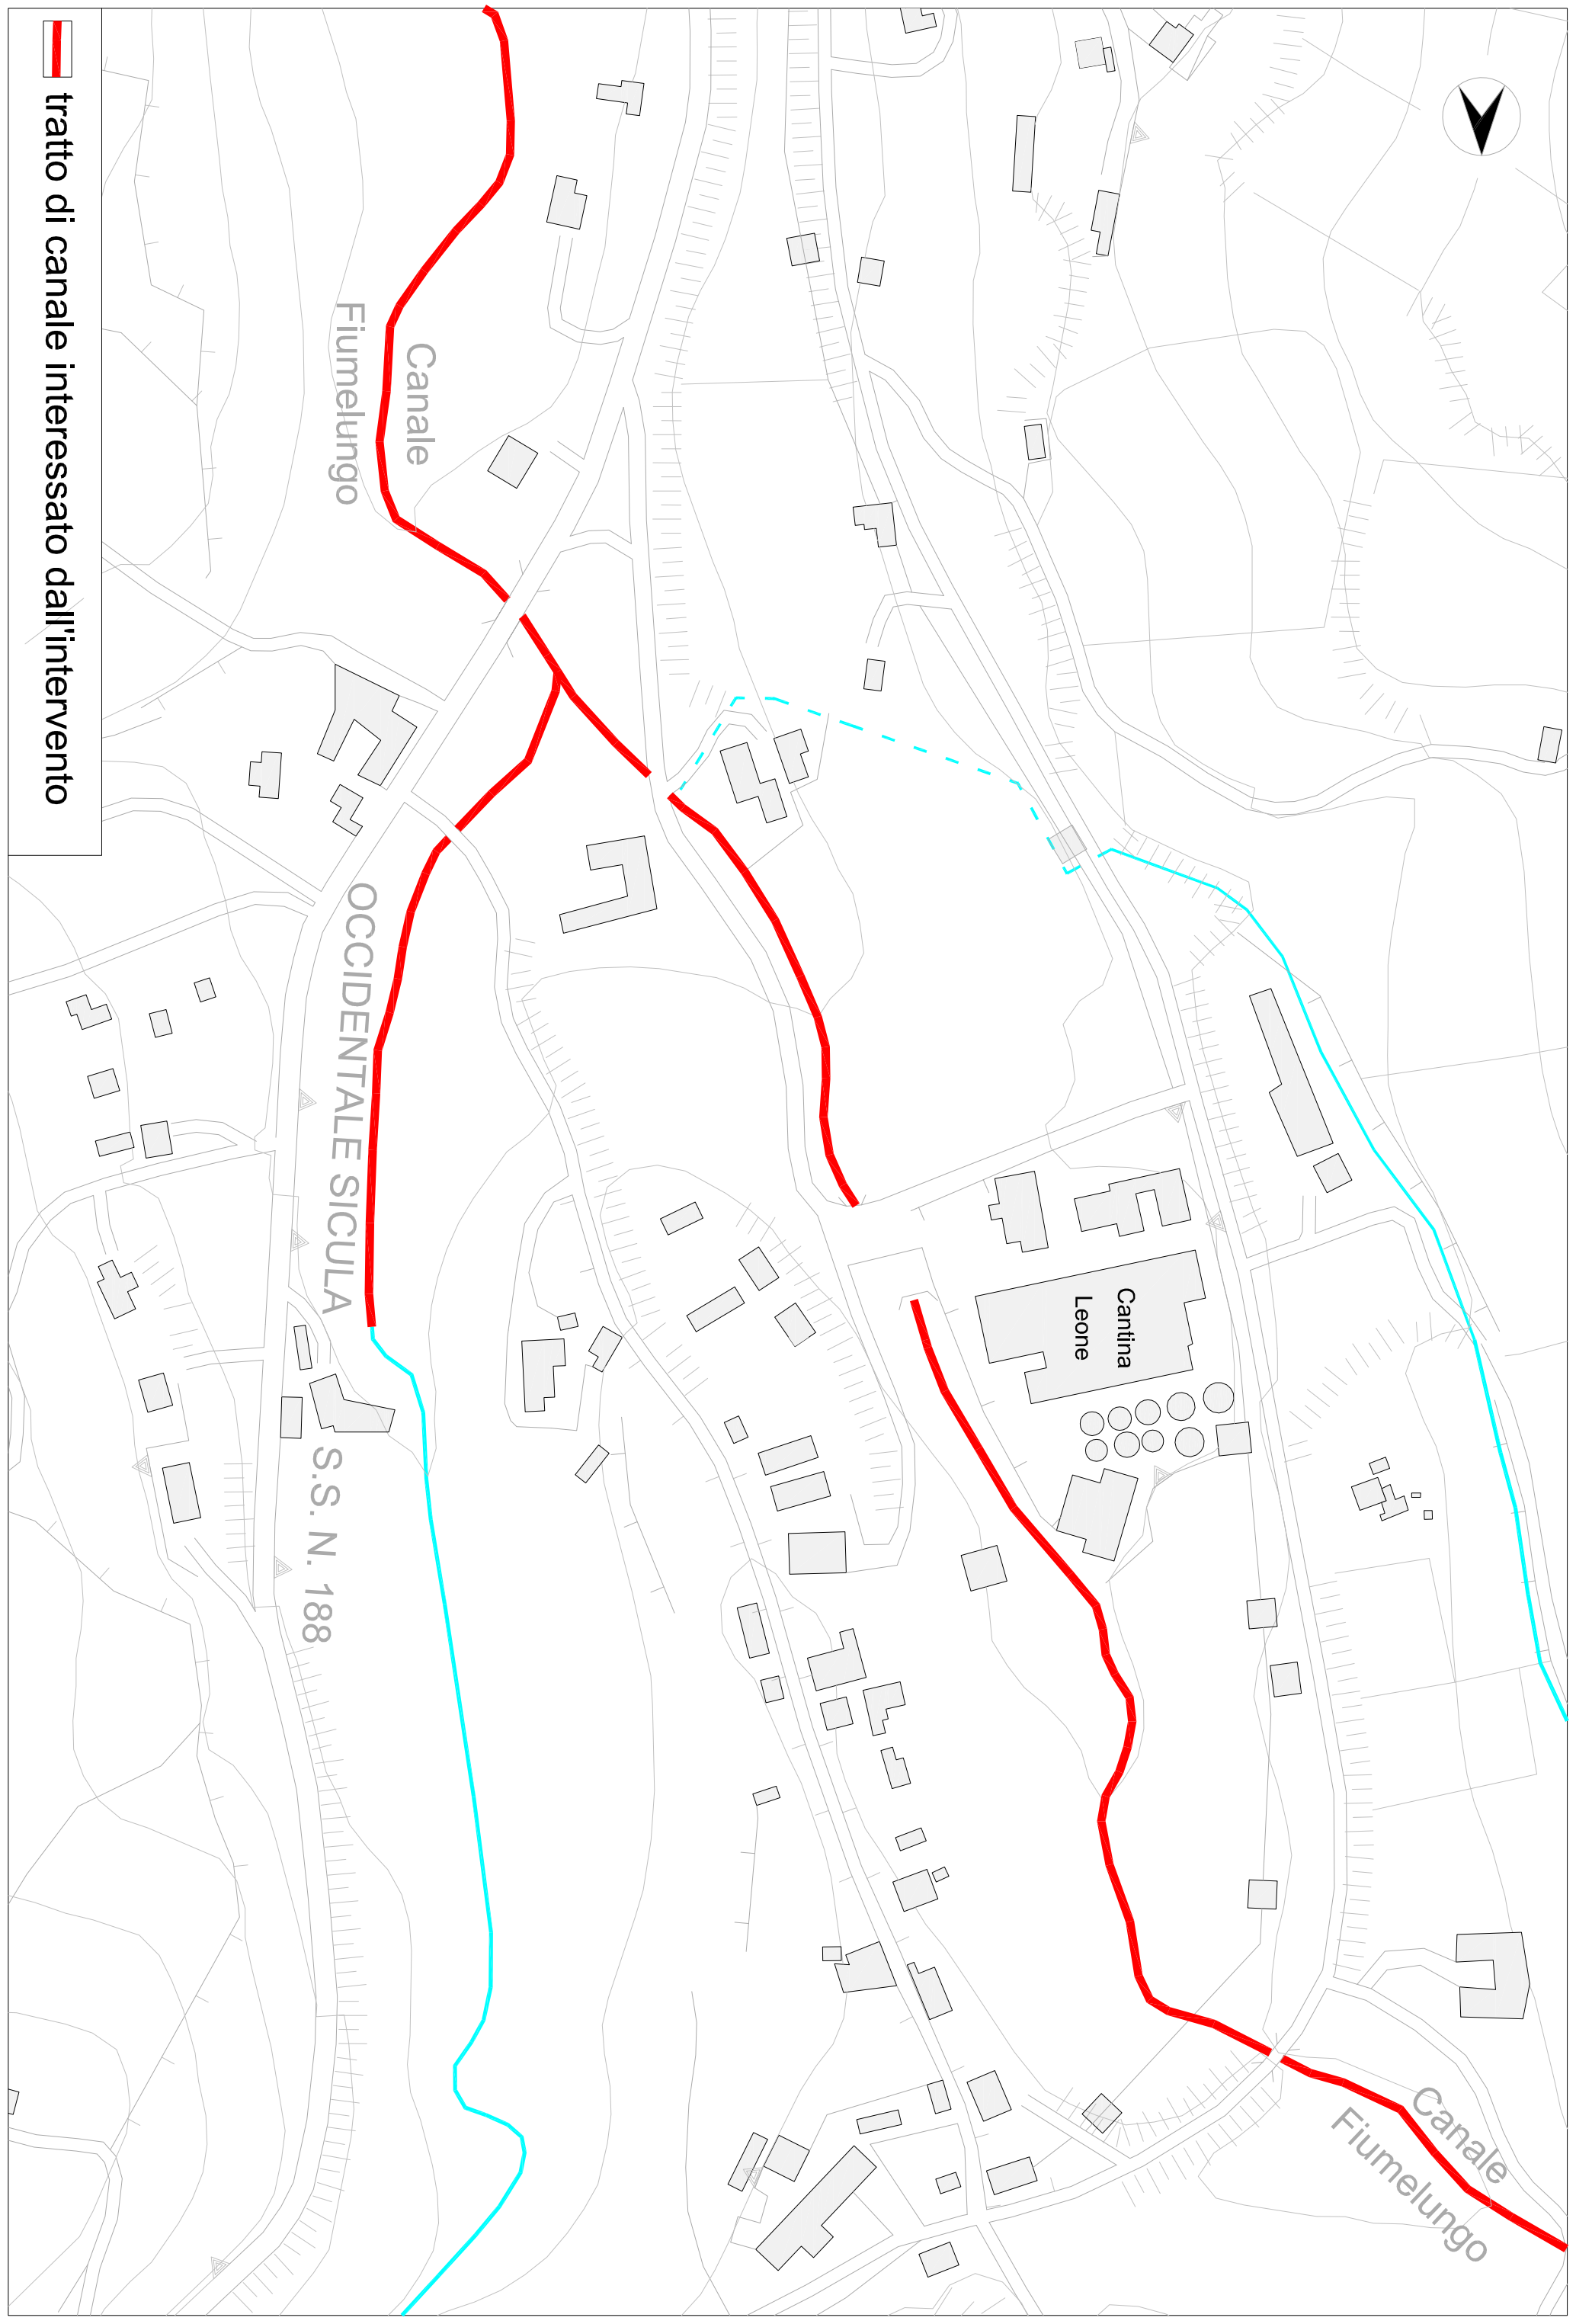 tratto di canale interessato dall'intervento
Canale
Fiumelungo
OCCIDENTALE SICULA
S.S. N. 188
Cantina
Leone
Canale
Fiumelungo